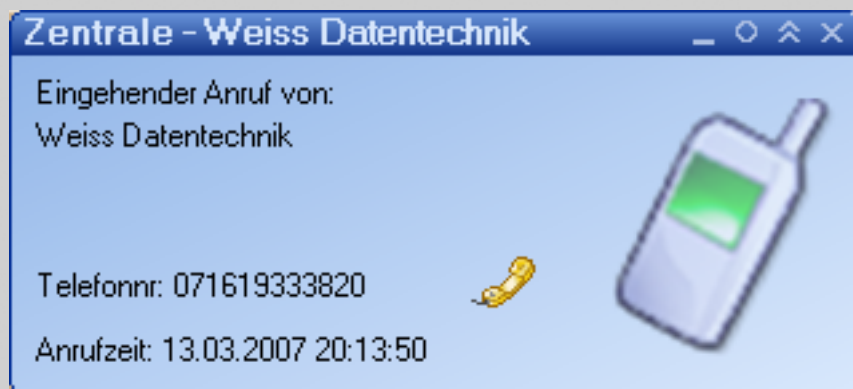 Zentrale - Weiss Datentechnik
Eingehender Anruf von:
Weiss Datentechnik
Telefonnr: 071619333820
Anrufzeit: 13.03.2007 20:13:50